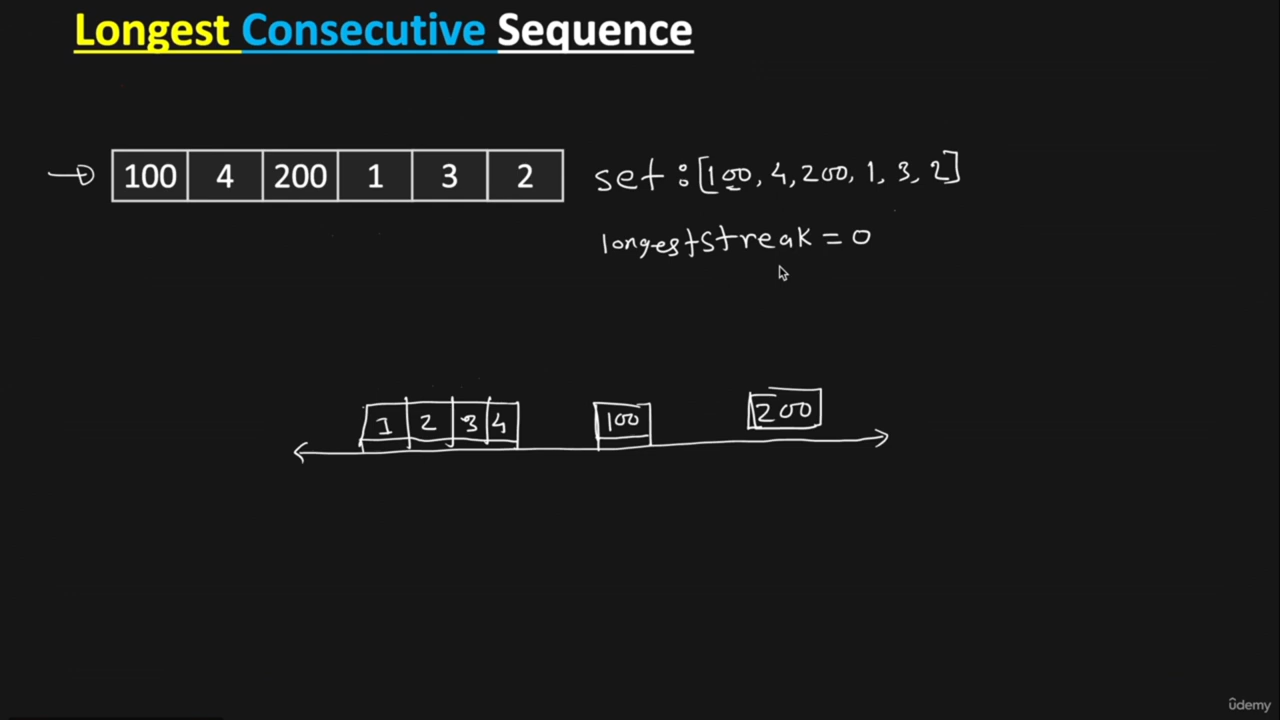 Longest Consecutive Sequence
100 4 200 1 3 2
set : [100, 4, 200, 1, 3, 2]
longestStreak = 0
1 2 3 4 100 200
ûdemy